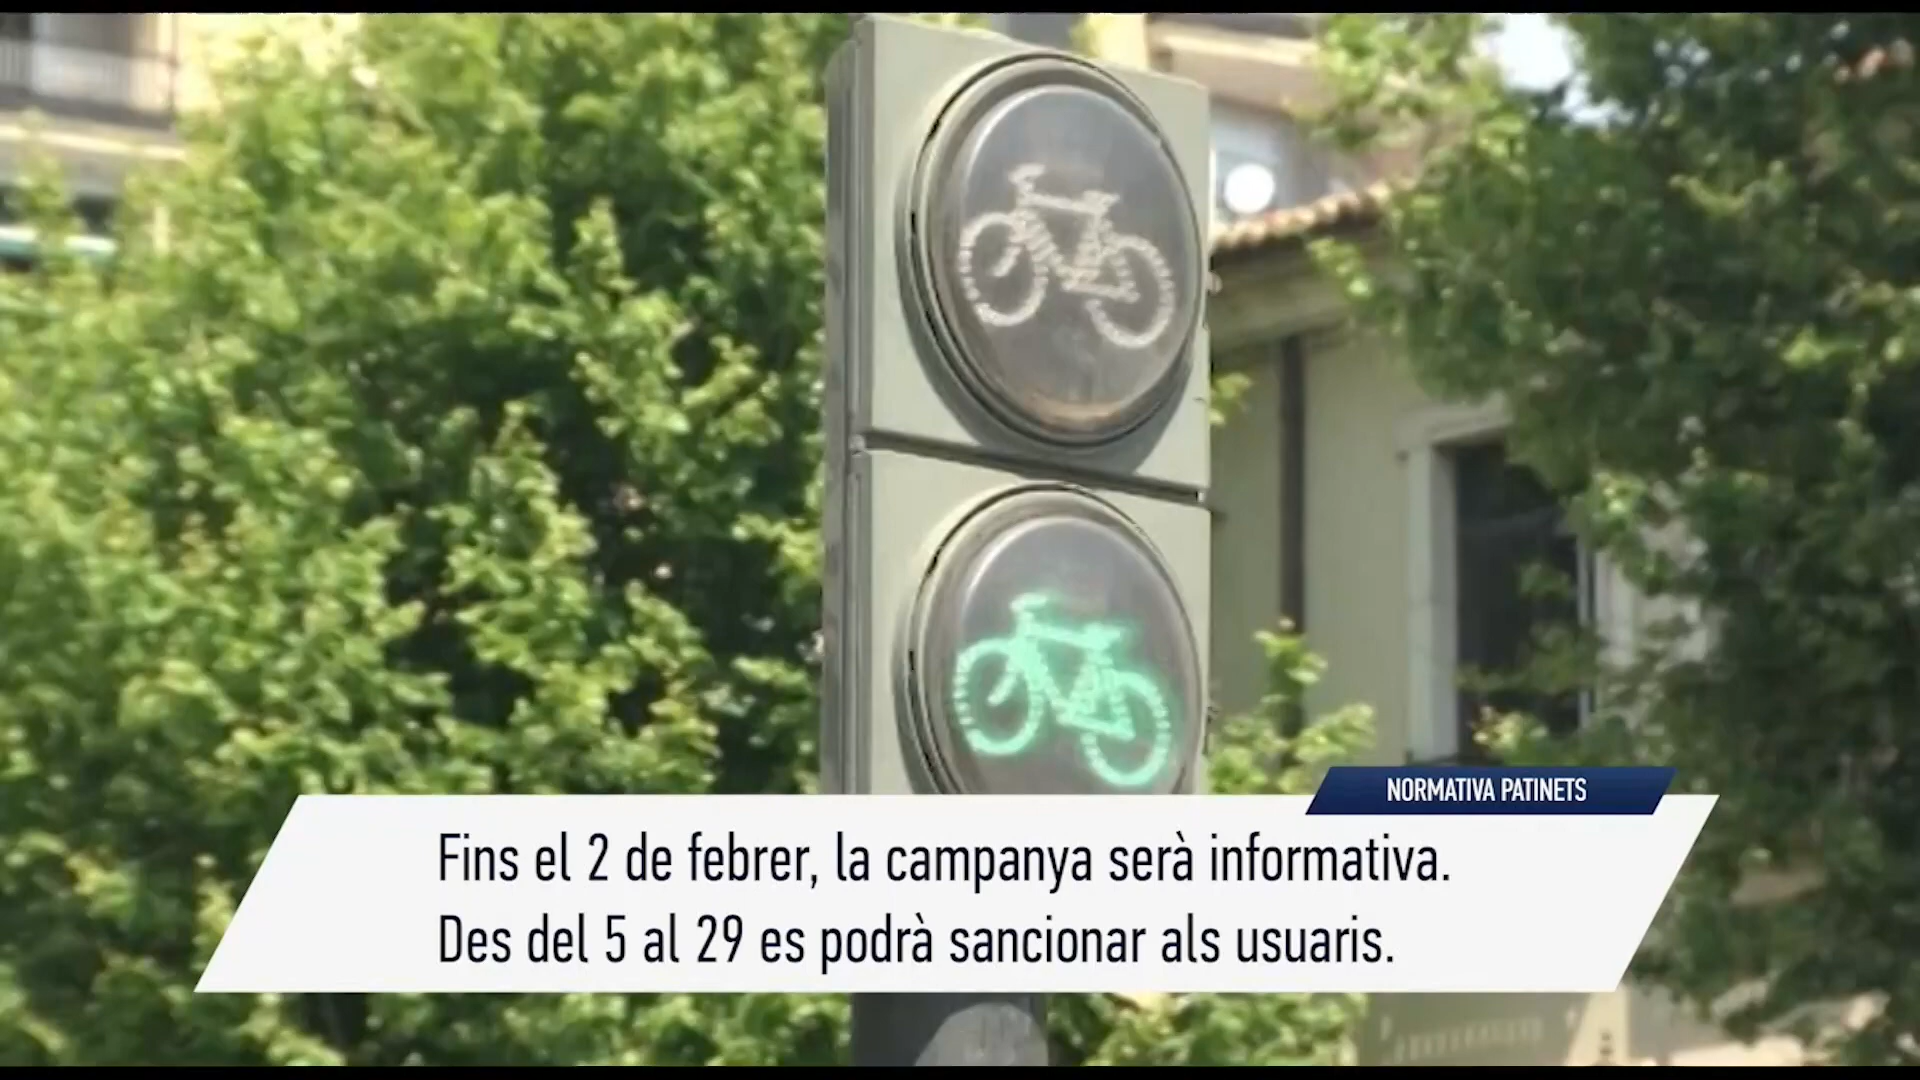 NORMATIVA PATINETS
Fins el 2 de febrer, la campanya serà informativa.
Des del 5 al 29 es podrà sancionar als usuaris.